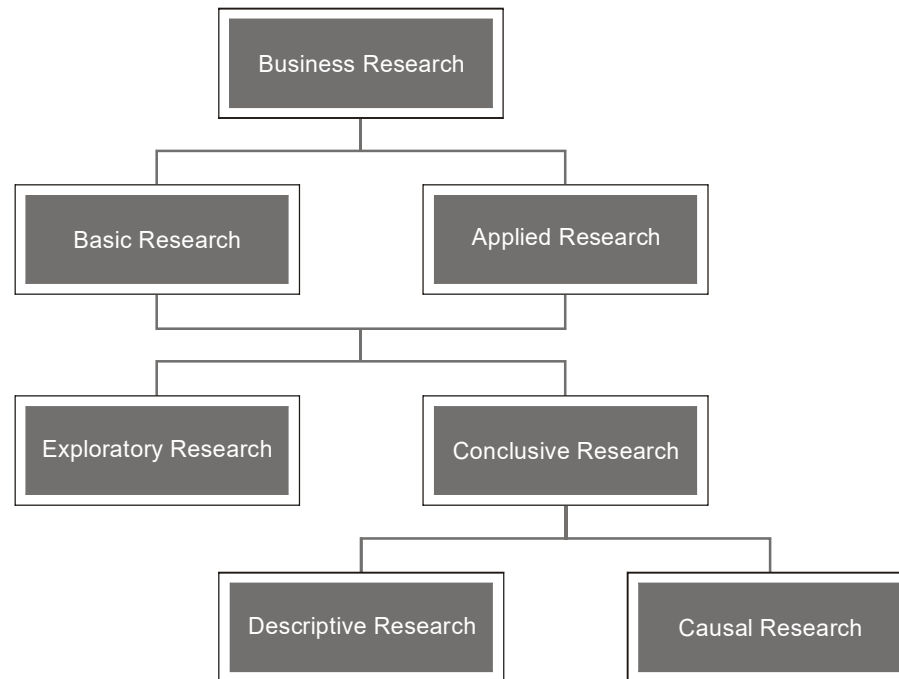 Business Research
Basic Research
Applied Research
Exploratory Research
Conclusive Research
Descriptive Research
Causal Research